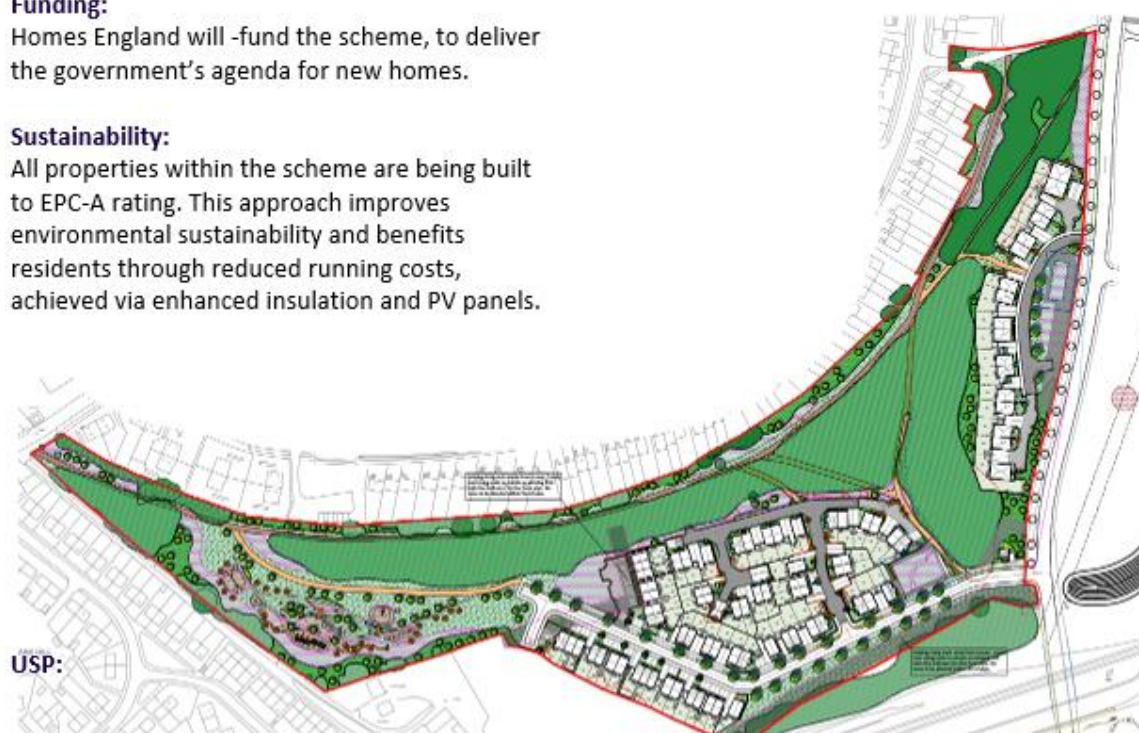 Funding:
Homes England will -fund the scheme, to deliver
the government’s agenda for new homes.
Sustainability:
All properties within the scheme are being built
to EPC-A rating. This approach improves
environmental sustainability and benefits
residents through reduced running costs,
achieved via enhanced insulation and PV panels.
USP: